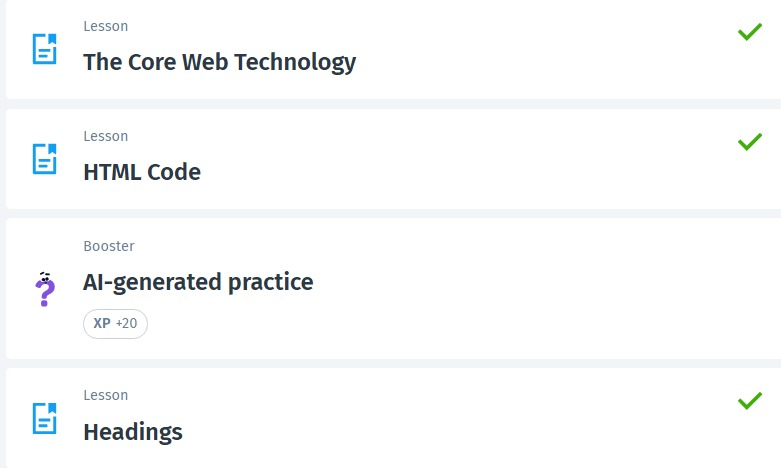 Lesson
The Core Web Technology
Lesson
HTML Code
Booster
AI-generated practice
XP +20
Lesson
Headings